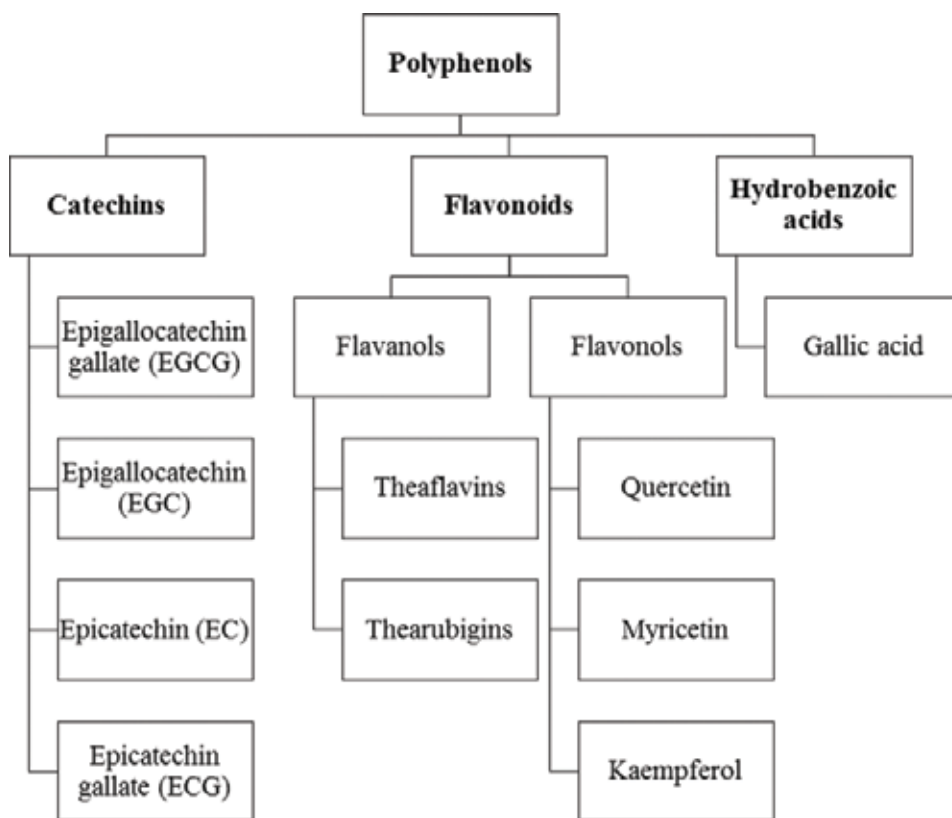 Polyphenols
Catechins
Flavonoids
Hydrobenzoic
acids
Epigallocatechin
gallate (EGCG)
Flavanols
Flavonols
Gallic acid
Epigallocatechin
(EGC)
Theaflavins
Quercetin
Epicatechin (EC)
Thearubigins
Myricetin
Epicatechin
gallate (ECG)
Kaempferol